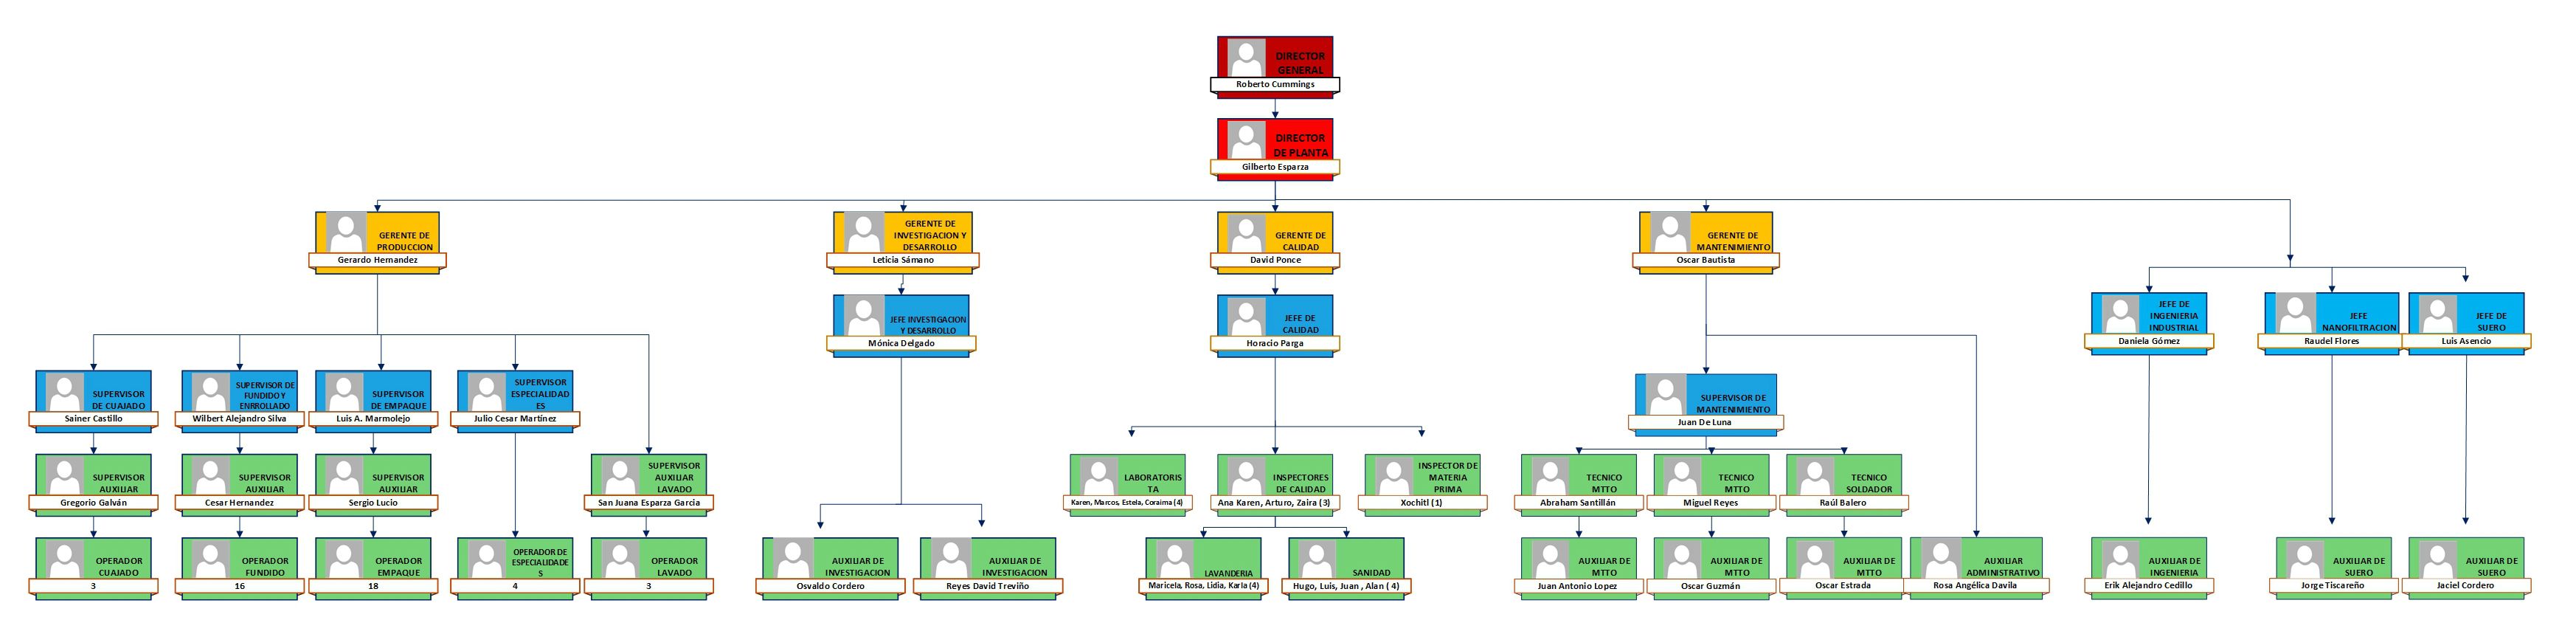 DIRECTOR
GENERAL
Roberto Cummings
DIRECTOR
DE PLANTA
Gilberto Esparza
GERENTE DE
PRODUCCION
Gerardo Hernandez
GERENTE DE
INVESTIGACION Y
DESARROLLO
Leticia Sámano
GERENTE DE
CALIDAD
David Ponce
GERENTE DE
MANTENIMIENTO
Oscar Bautista
JEFE INVESTIGACION
Y DESARROLLO
Mónica Delgado
JEFE DE
CALIDAD
Horacio Parga
JEFE DE
INGENIERIA
INDUSTRIAL
Daniela Gómez
JEFE
NANOFILTRACION
Raudel Flores
JEFE DE
SUERO
Luis Asencio
SUPERVISOR
DE CUAJADO
Sainer Castillo
SUPERVISOR DE
FUNDIDO Y
ENRROLLADO
Wilbert Alejandro Silva
SUPERVISOR
DE EMPAQUE
Luis A. Marmolejo
SUPERVISOR
ESPECIALIDAD
ES
Julio Cesar Martínez
SUPERVISOR DE
MANTENIMIENTO
Juan De Luna
SUPERVISOR
AUXILIAR
Gregorio Galván
SUPERVISOR
AUXILIAR
Cesar Hernandez
SUPERVISOR
AUXILIAR
Sergio Lucio
SUPERVISOR
AUXILIAR
LAVADO
San Juana Esparza Garcia
LABORATORIS
TA
Karen, Marcos, Estela, Coraima (4)
INSPECTORES
DE CALIDAD
Ana Karen, Arturo, Zaira (3)
INSPECTOR DE
MATERIA
PRIMA
Xochitl (1)
TECNICO
MTTO
Abraham Santillán
TECNICO
MTTO
Miguel Reyes
TECNICO
SOLDADOR
Raúl Balero
OPERADOR
CUAJADO
3
OPERADOR
FUNDIDO
16
OPERADOR
EMPAQUE
18
OPERADOR DE
ESPECIALIDADE
S
4
OPERADOR
LAVADO
3
AUXILIAR DE
INVESTIGACION
Osvaldo Cordero
AUXILIAR DE
INVESTIGACION
Reyes David Treviño
LAVANDERIA
Maricela, Rosa, Lidia, Karla (4)
SANIDAD
Hugo, Luis, Juan , Alan ( 4)
AUXILIAR DE
MTTO
Juan Antonio Lopez
AUXILIAR DE
MTTO
Oscar Guzmán
AUXILIAR DE
MTTO
Oscar Estrada
AUXILIAR
ADMINISTRATIVO
Rosa Angélica Davila
AUXILIAR DE
INGENIERIA
Erik Alejandro Cedillo
AUXILIAR DE
SUERO
Jorge Tiscareño
AUXILIAR DE
SUERO
Jaciel Cordero